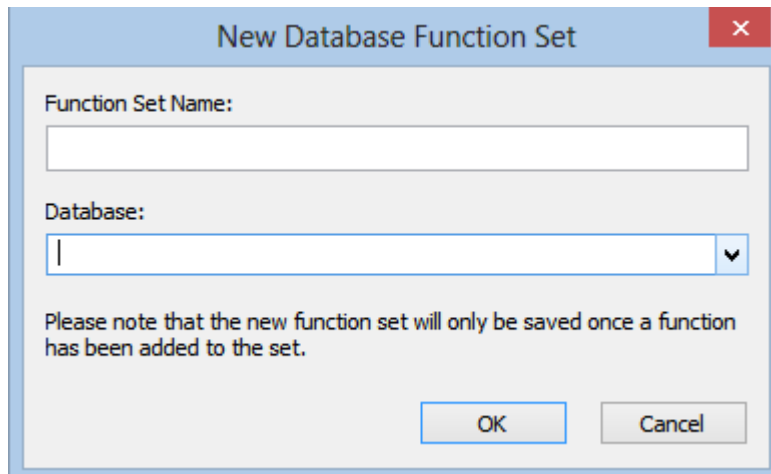 New Database Function Set
Function Set Name:
Database:
Please note that the new function set will only be saved once a function
has been added to the set.
OK
Cancel